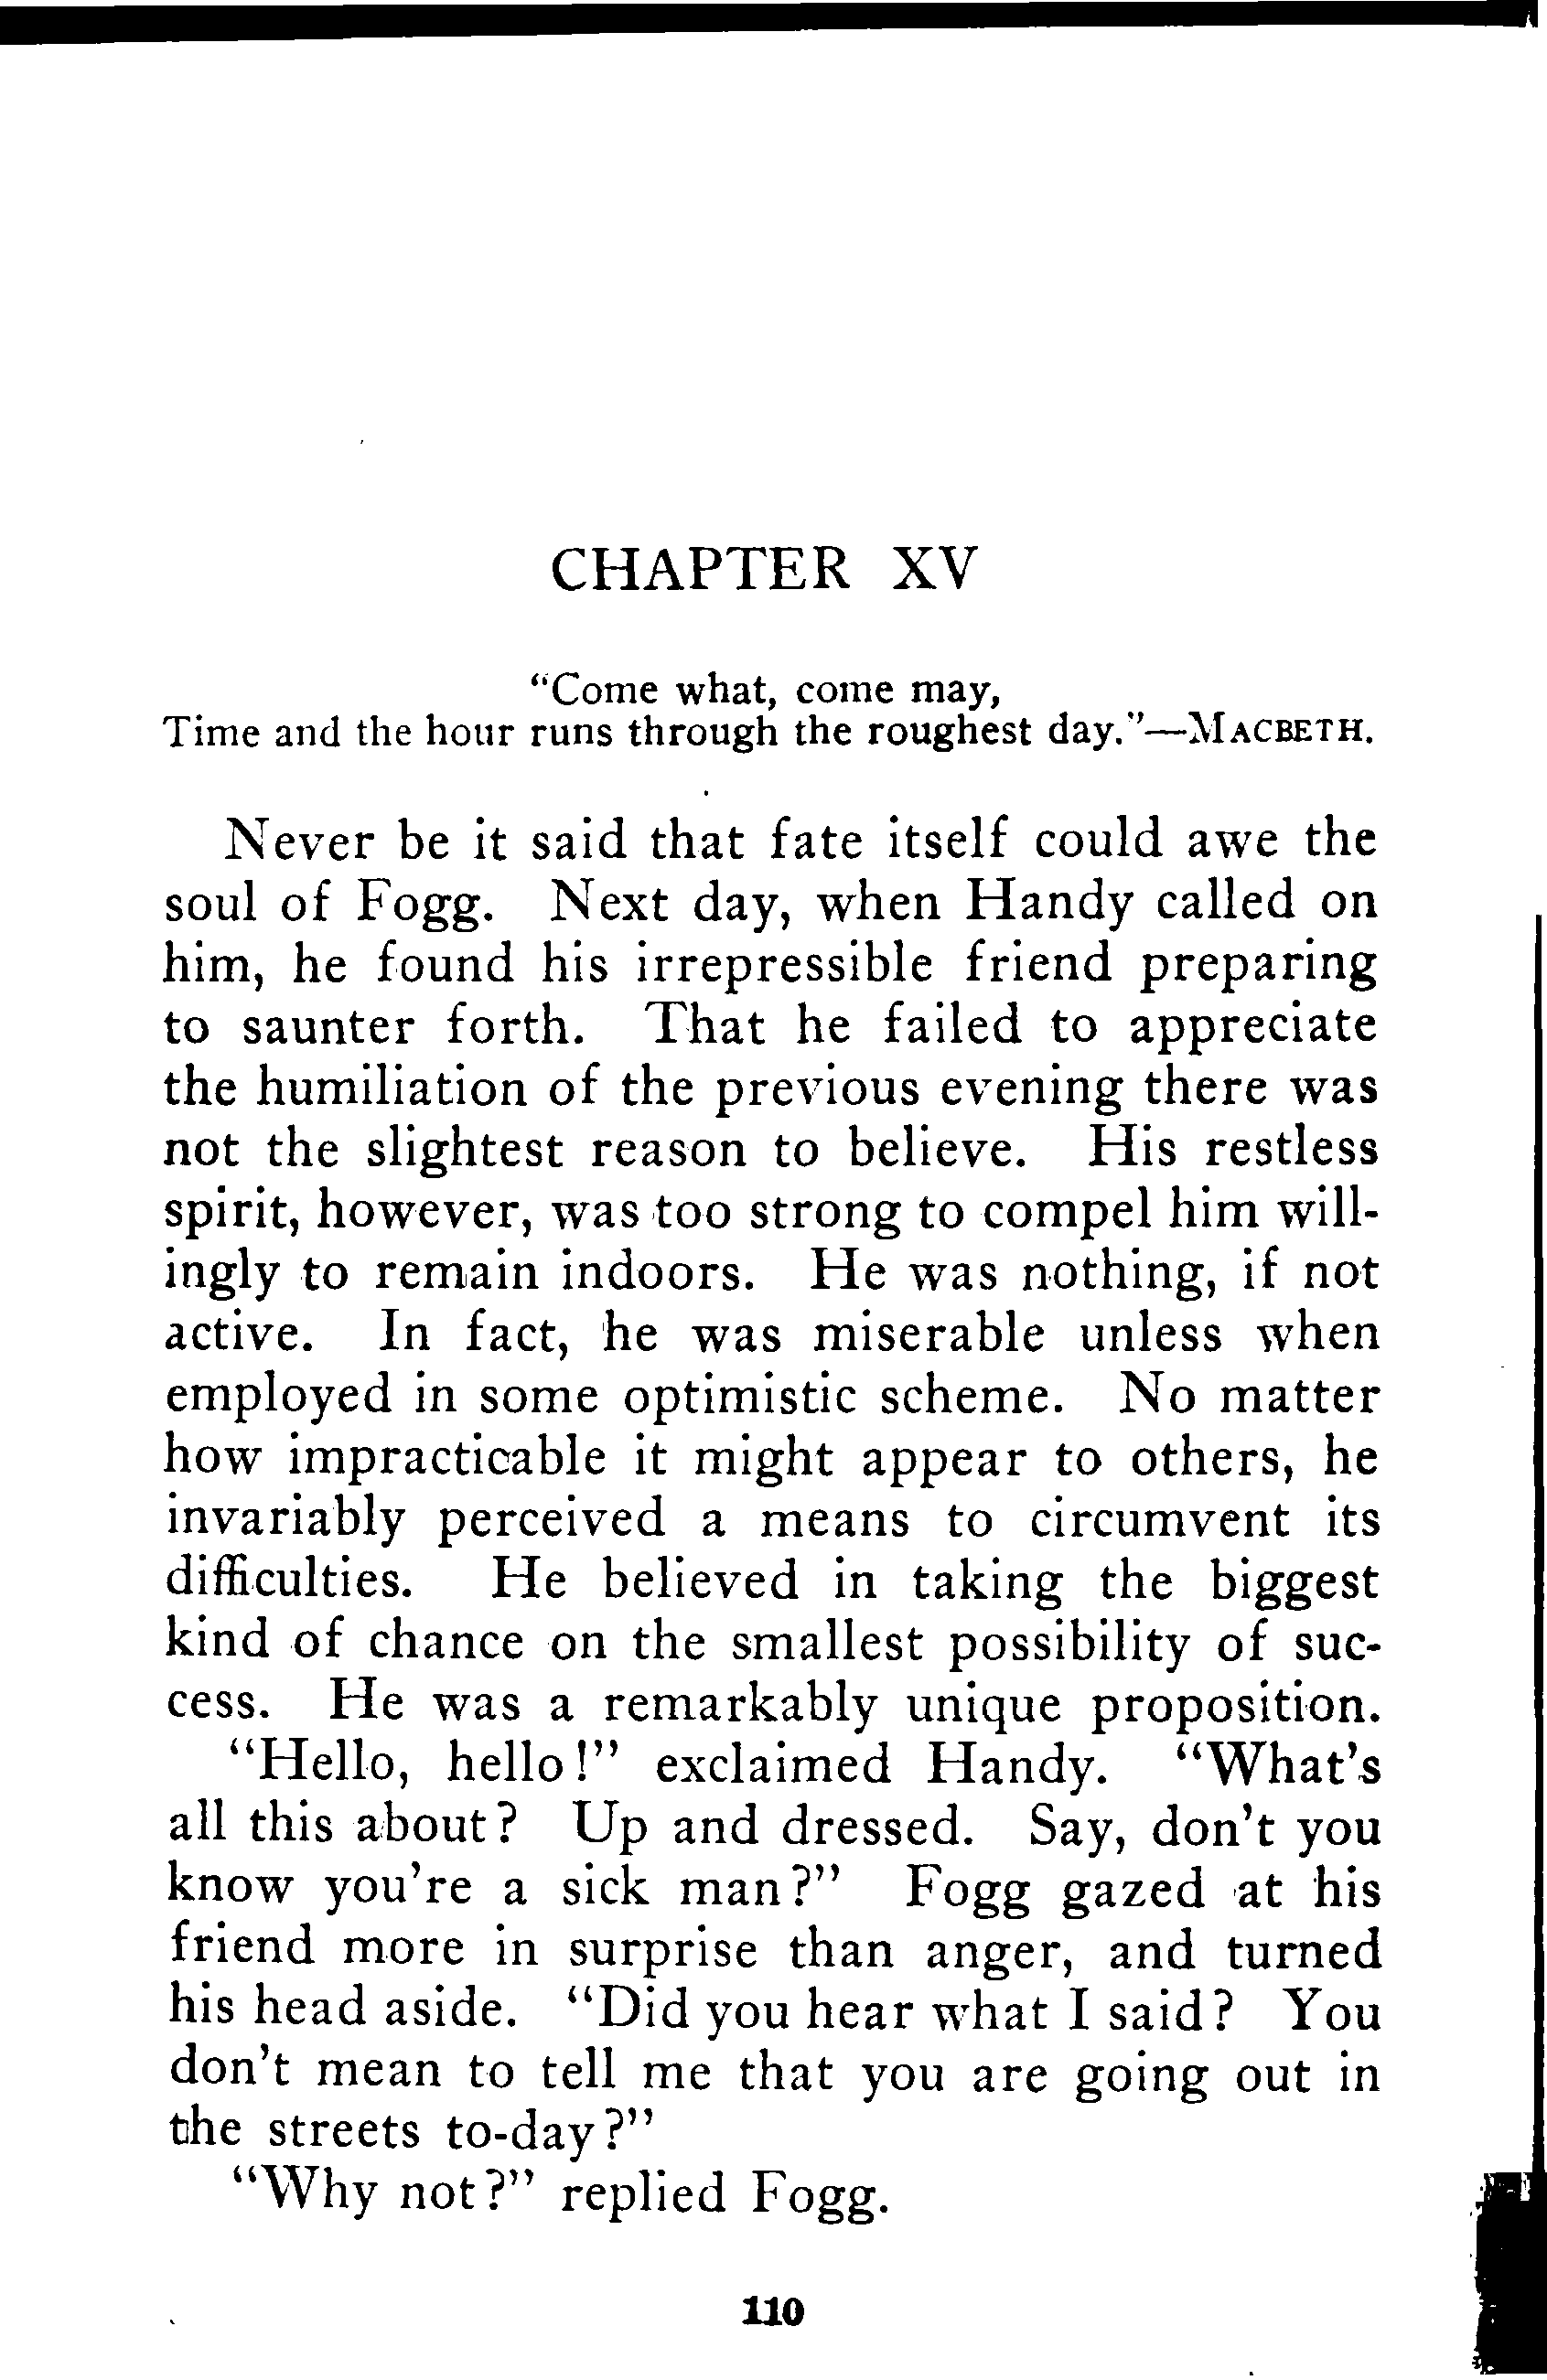 CHAPTER XV
“Come what, come may,
Time and the hour runs through the roughest day.”—MACBETH.
Never be it said that fate itself could awe the
soul of Fogg. Next day, when Handy called on
him, he found his irrepressible friend preparing
to saunter forth. That he failed to appreciate
the humiliation of the previous evening there was
not the slightest reason to believe. His restless
spirit, however, was too strong to compel him will-
ingly to remain indoors. He was nothing, if not
active. In fact, he was miserable unless when
employed in some optimistic scheme. No matter
how impracticable it might appear to others, he
invariably perceived a means to circumvent its
difficulties. He believed in taking the biggest
kind of chance on the smallest possibility of suc-
cess. He was a remarkably unique proposition.
“Hello, hello!” exclaimed Handy. “What’s
all this about? Up and dressed. Say, don’t you
know you’re a sick man?” Fogg gazed at his
friend more in surprise than anger, and turned
his head aside. “Did you hear what I said? You
don’t mean to tell me that you are going out in
the streets to-day?”
“Why not?” replied Fogg.
110